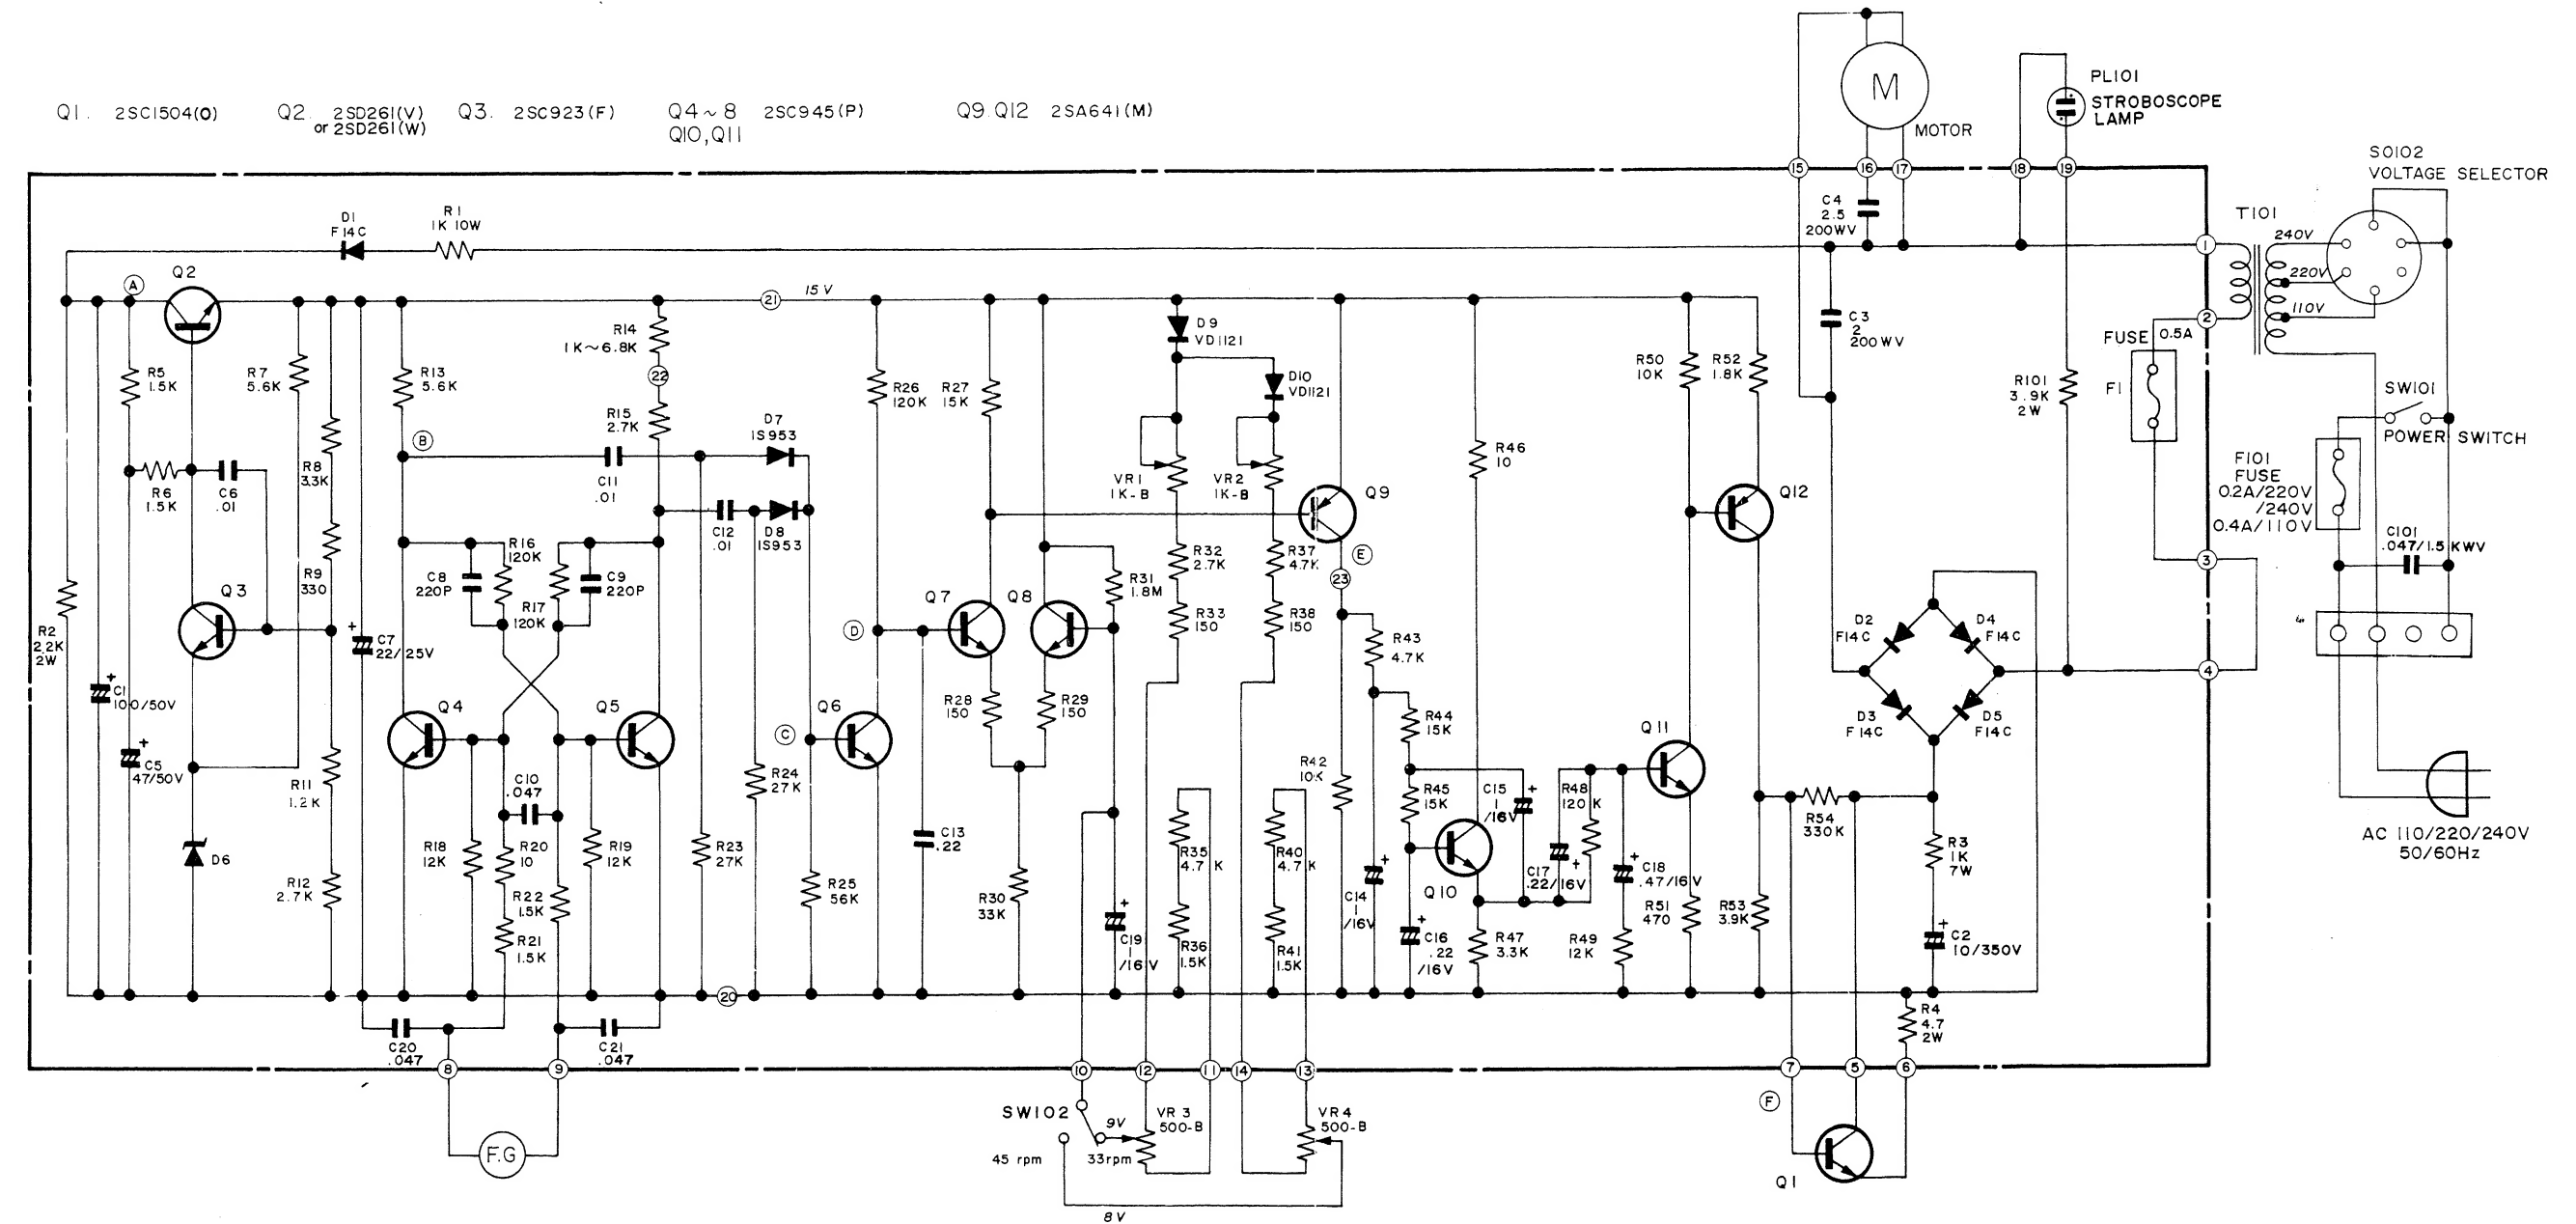 Q1. 2SC1504(O)
Q2. 2SD261(V)
or 2SD261(W)
Q3. 2SC923(F)
Q4~8 2SC945(P)
Q10,Q11
Q9.Q12 2SA641(M)
M
MOTOR
PL101
STROBOSCOPE
LAMP
15
16
17
18
19
C4
2.5
200WV
SO102
VOLTAGE SELECTOR
T101
240V
220V
110V
1
2
D1
F14C
R1
1K 10W
A
Q2
21
15V
R5
1.5K
R7
5.6K
R6
1.5K
C6
.01
R8
3.3K
R9
330
Q3
R2
2.2K
2W
C1
100/50V
C5
47/50V
D6
R11
1.2K
R12
2.7K
C7
22/25V
R13
5.6K
B
R14
1K~6.8K
22
R15
2.7K
C11
.01
D7
1S953
C12
.01
D8
1S953
R16
120K
C8
220P
R17
120K
C9
220P
Q4
Q5
C10
.047
R18
12K
R20
10
R19
12K
R22
1.5K
R21
1.5K
R23
27K
R24
27K
C
Q6
R25
56K
20
C20
.047
C21
.047
8
9
F.G
R26
120K
R27
15K
D
Q7
Q8
R28
150
R29
150
C13
.22
R30
33K
R31
1.8M
C19
1
/16V
D9
VD1121
D10
VD1121
VR1
1K-B
VR2
1K-B
R32
2.7K
R33
150
R37
4.7K
R38
150
R35
4.7K
R36
1.5K
R40
4.7K
R41
1.5K
10
12
11
14
13
SW102
9V
45 rpm
33rpm
VR3
500-B
VR4
500-B
8V
Q9
E
23
R42
10K
R43
4.7K
R44
15K
R45
15K
C14
1
/16V
C16
.22
/16V
R46
10
Q10
C15
1
/16V
R47
3.3K
C17
.22/16V
R48
120K
C18
.47/16V
R49
12K
Q11
R50
10K
R51
470
R52
1.8K
Q12
R53
3.9K
R54
330K
C3
2
200WV
R101
3.9K
2W
FUSE 0.5A
F1
D2
F14C
D4
F14C
D3
F14C
D5
F14C
R3
1K
7W
C2
10/350V
R4
4.7
2W
3
4
7
5
6
F
Q1
SW101
POWER SWITCH
F101
FUSE
0.2A/220V
/240V
0.4A/110V
C101
.047/1.5KWV
AC 110/220/240V
50/60Hz